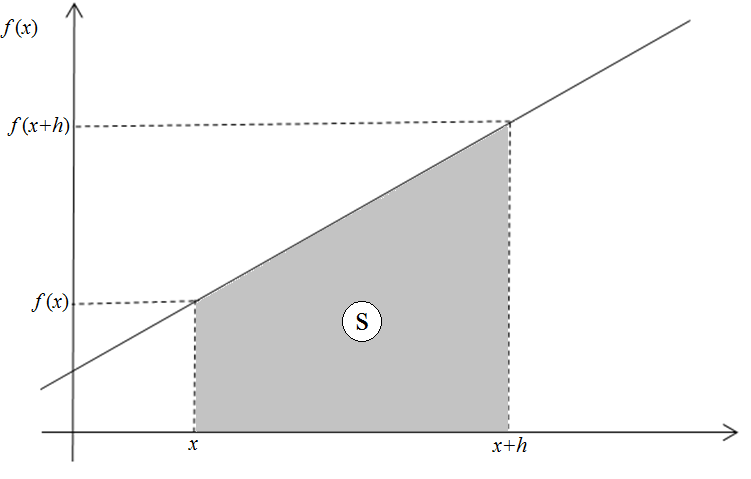 f(x)
f(x+h)
f(x)
S
x
x+h